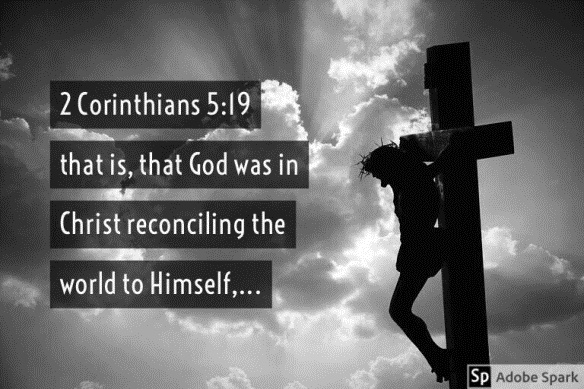 2 Corinthians 5:19
that is, that God was in
Christ reconciling the
world to Himself,...
Sp Adobe Spark